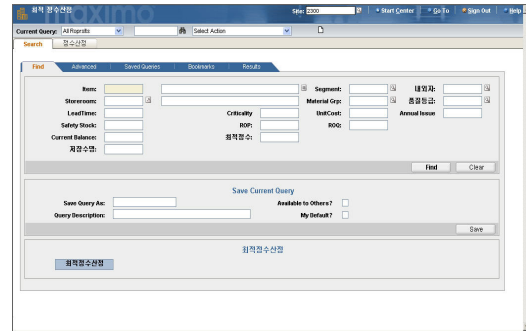 최적 정수산정 Site: 2300 Start Center Go To Sign Out Help
maximo
Current Query: All Raprotts Select Action
Search 정수산정
Find Advanced Saved Queries Bookmarks Results
Item: Segment: 내외자:
Storeroom: Material Grp: 품질등급:
LeadTime: Criticality UnitCost: Annual Issue
Safety Stock: ROP: ROQ:
Current Balance: 최적정수:
저장수명:
Find Clear
Save Current Query
Save Query As: Available to Others?
Query Description: My Default?
Save
최적정수산정
최적정수산정